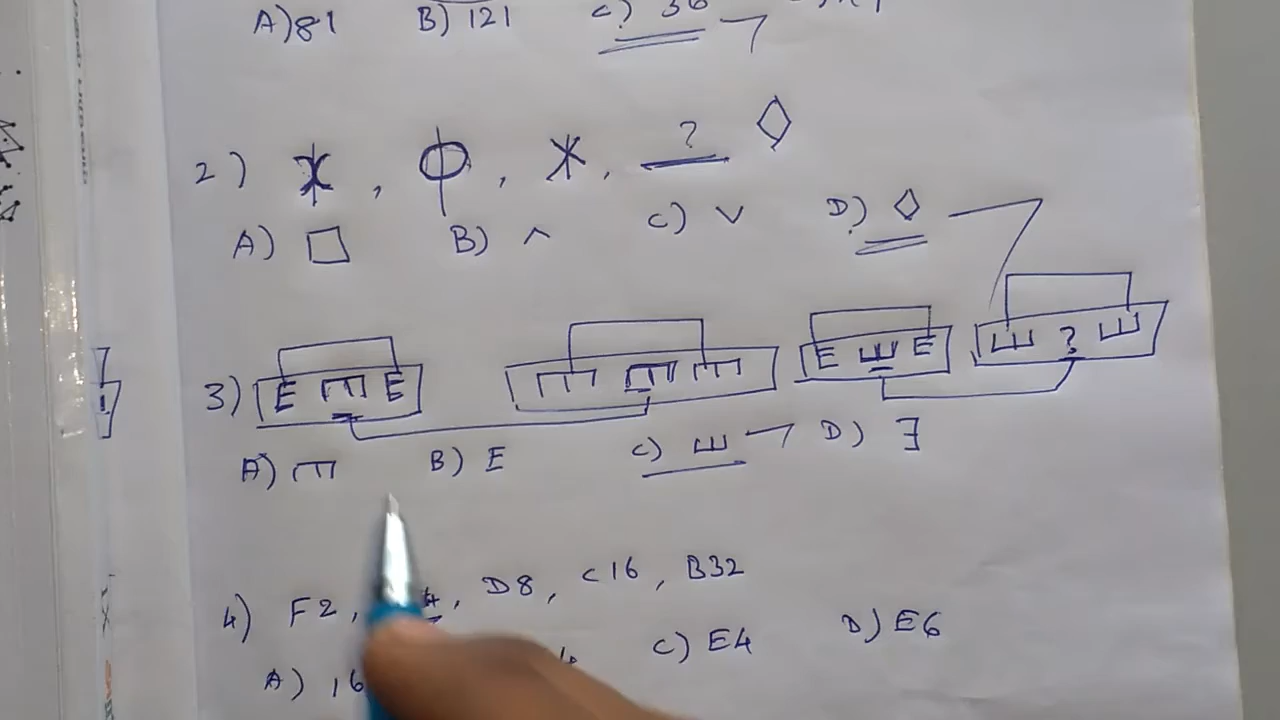 A) 81 B) 121 C) 36
2) , , , ?
A) □ B) ^ C) ∨ D) ◇
3) E E E E ?
A) B) E C) D) ∃
4) F2, , D8, C16, B32
A) 16 C) E4 D) E6